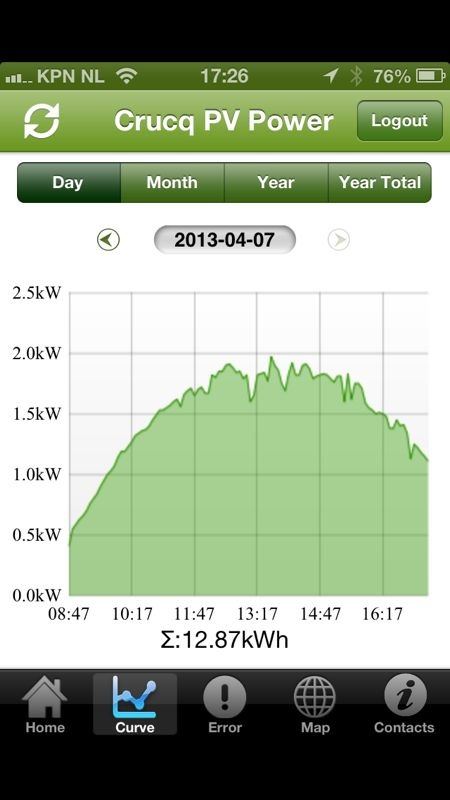 KPN NL 17:26 76%
Crucq PV Power Logout
Day Month Year Year Total
2013-04-07
2.5kW
2.0kW
1.5kW
1.0kW
0.5kW
0.0kW
08:47 10:17 11:47 13:17 14:47 16:17
Σ:12.87kWh
Home Curve Error Map Contacts